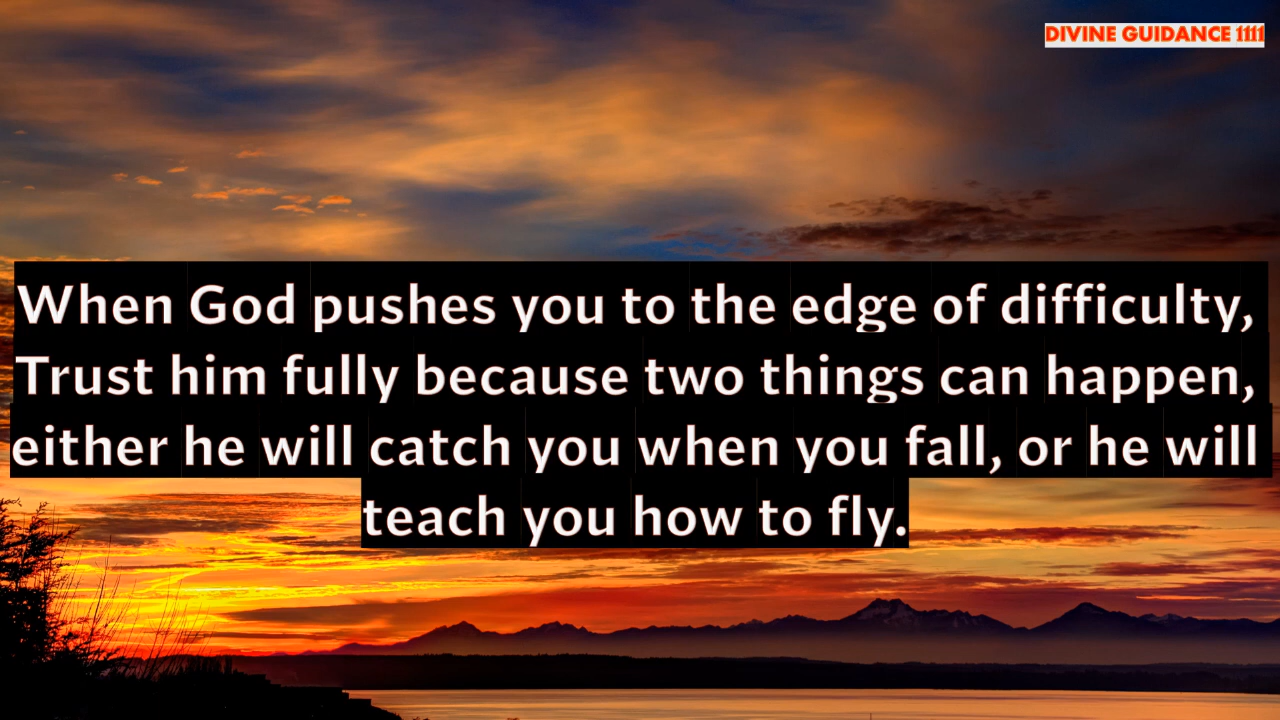 DIVINE GUIDANCE 1111
When God pushes you to the edge of difficulty,
Trust him fully because two things can happen,
either he will catch you when you fall, or he will
teach you how to fly.